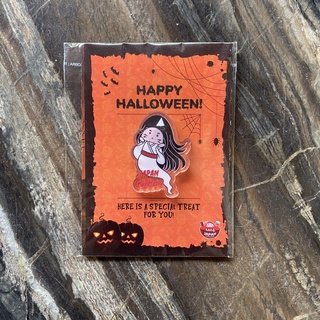 HAPPY
HALLOWEEN!
JAPAN
HERE IS A SPECIAL TREAT
FOR YOU!